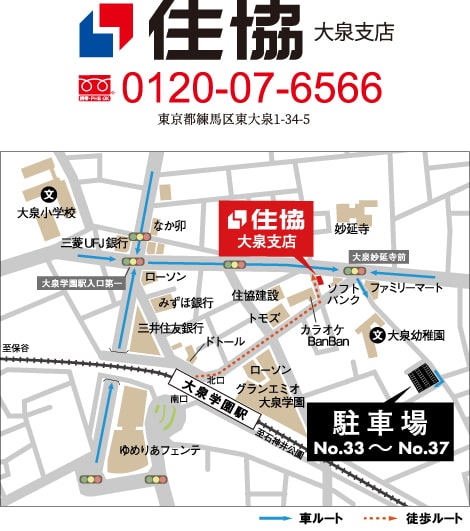 住協 大泉支店
0120-07-6566
東京都練馬区東大泉1-34-5
文
大泉小学校
なか卯
三菱UFJ銀行
住協
大泉支店
妙延寺
大泉妙延寺前
大泉学園駅入口第一
ローソン
みずほ銀行
住協建設
ソフト
バンク
ファミリーマート
三井住友銀行
トモズ
カラオケ
BanBan
文
大泉幼稚園
ドトール
至保谷
ローソン
グランエミオ
大泉学園
北口
大泉学園駅
南口
至石神井公園
駐車場
No.33〜No.37
ゆめりあフェンテ
車ルート
徒歩ルート